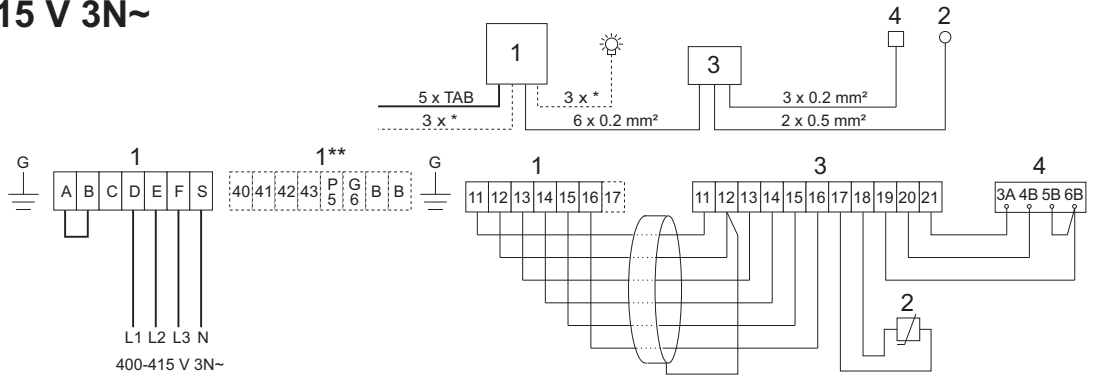 15 V 3N~
4 2
1
3
5 x TAB 3 x * 3 x 0.2 mm²
3 x * 6 x 0.2 mm² 2 x 0.5 mm²
G 1 1** G 1 3 4
A B C D E F S 40 41 42 43 P5 G6 B B 11 12 13 14 15 16 17 11 12 13 14 15 16 17 18 19 20 21 3A 4B 5B 6B
2
L1 L2 L3 N
400-415 V 3N~